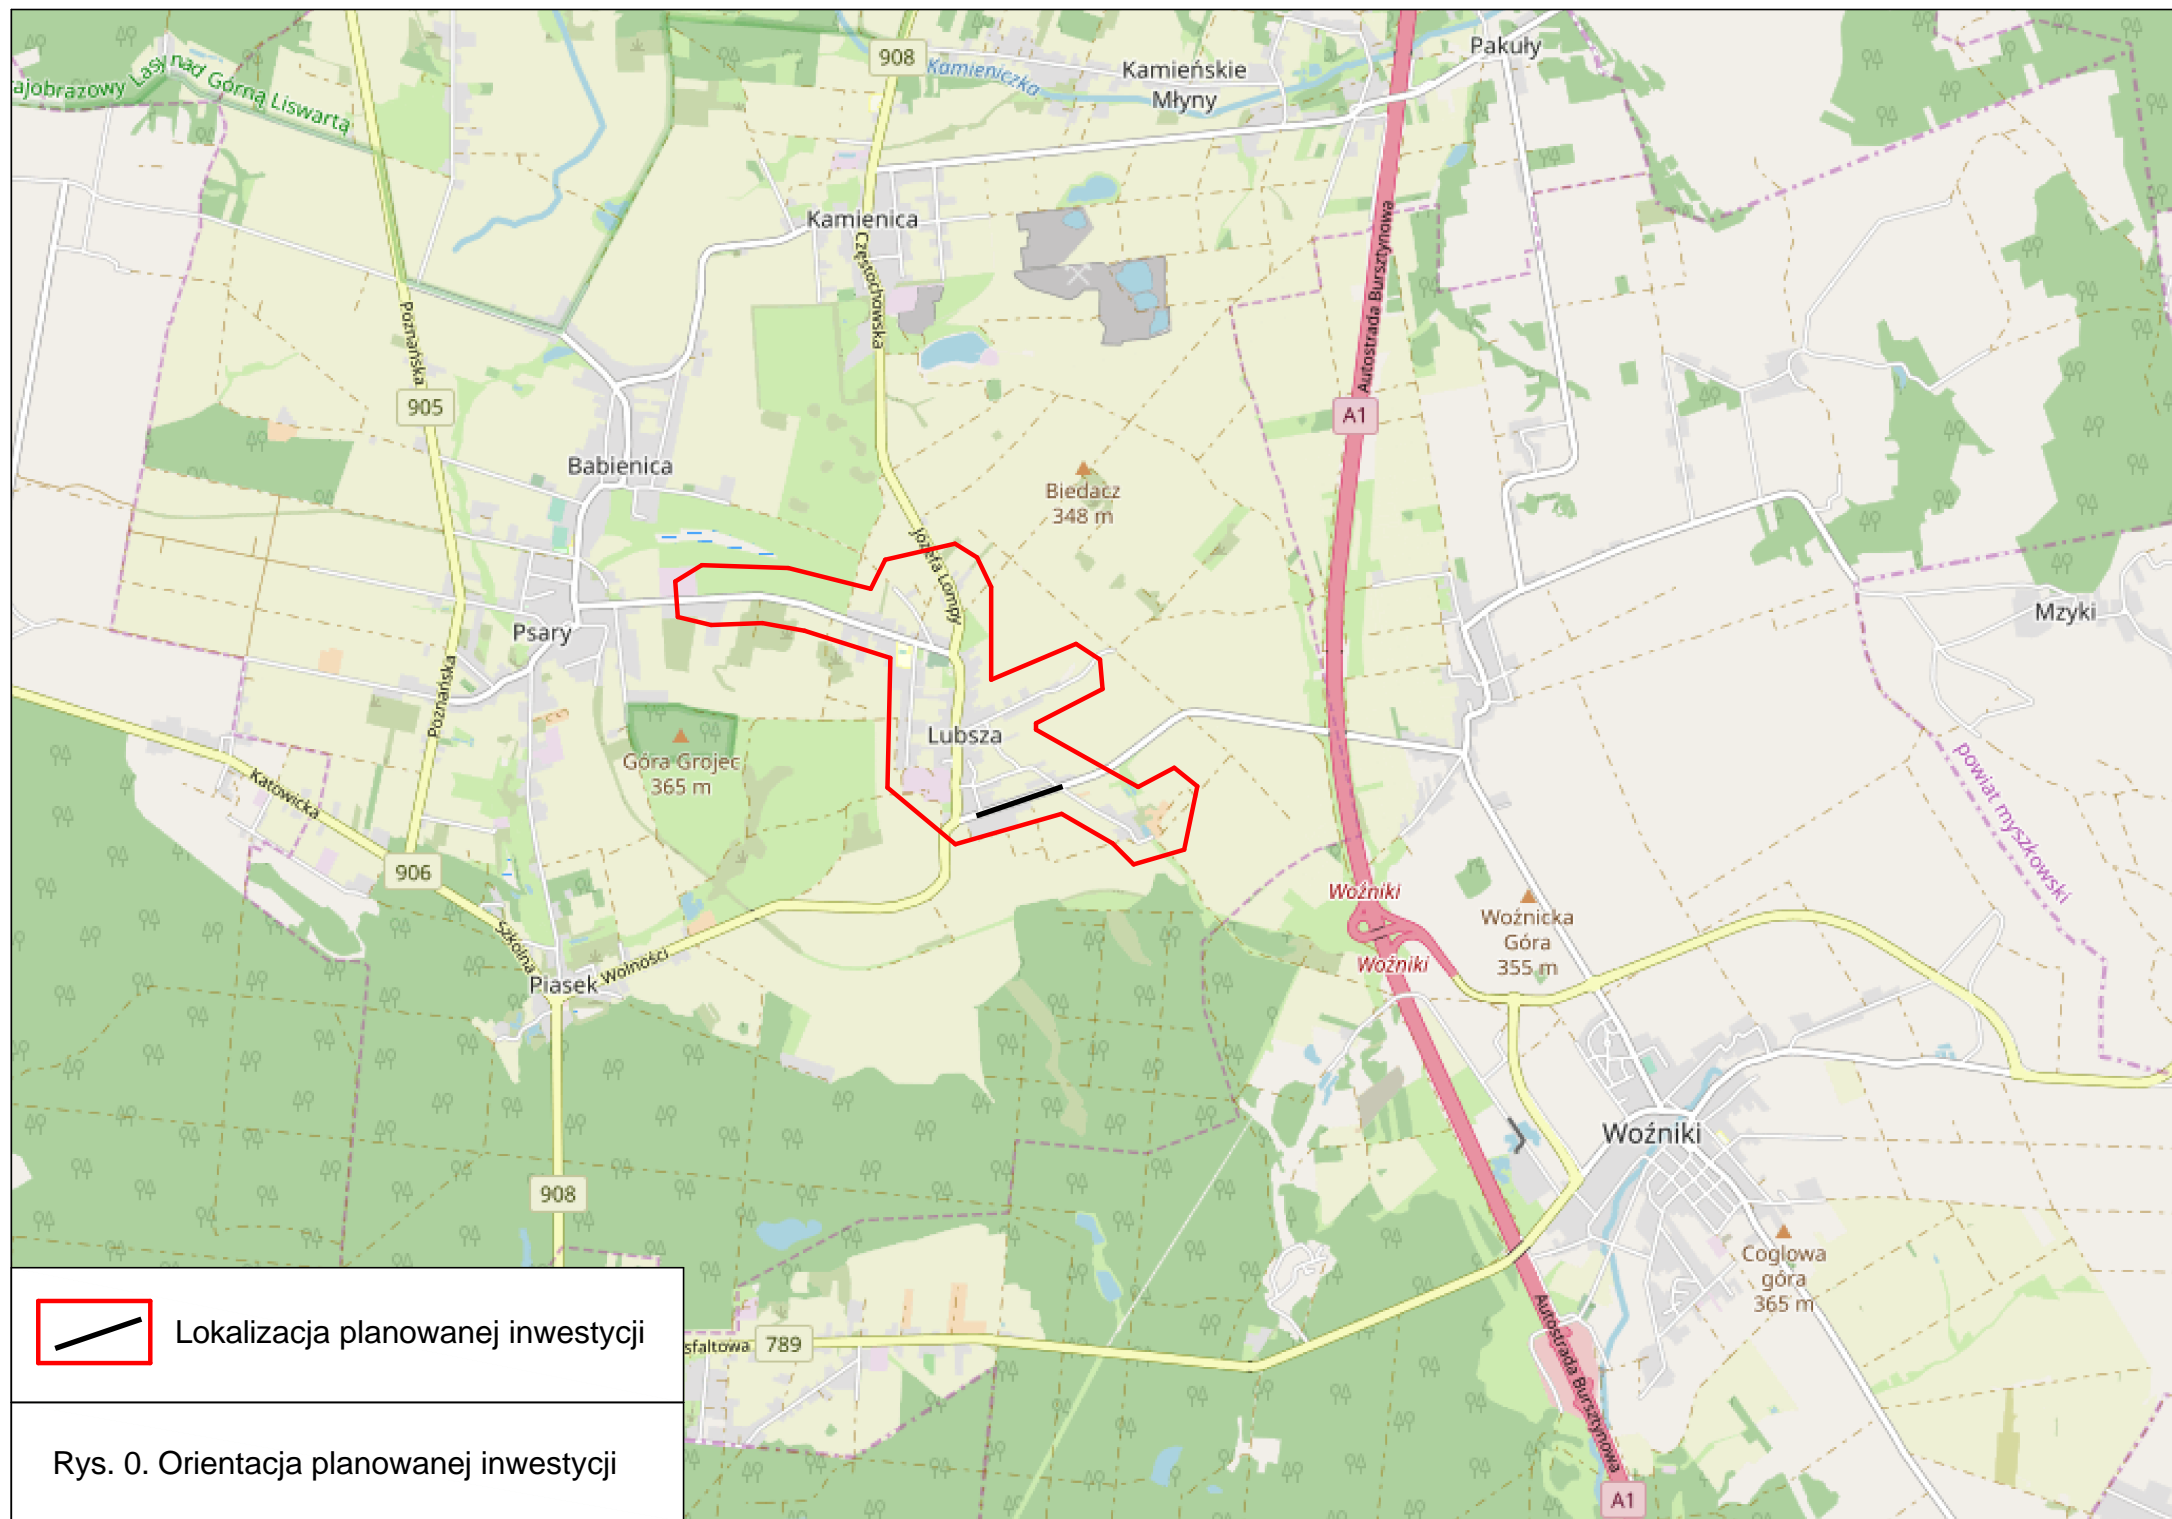 908
Kamieniczka
Kamieńskie
Młyny
Pakuły
ajobrazowy Lasy nad Górną Liswartą
Kamienica
Częstochowska
Autostrada Bursztynowa
Poznańska
905
A1
Babienica
Biedacz
348 m
Józefa Lompy
Psary
Mzyki
Poznańska
Lubsza
Góra Grojec
365 m
Katowicka
powiat myszkowski
906
Woźniki
Woźnicka
Góra
355 m
Woźniki
Szkolna
Piasek
Wolności
Woźniki
908
Coglowa
góra
365 m
Autostrada Bursztynowa
sfaltowa
789
A1
Lokalizacja planowanej inwestycji
Rys. 0. Orientacja planowanej inwestycji